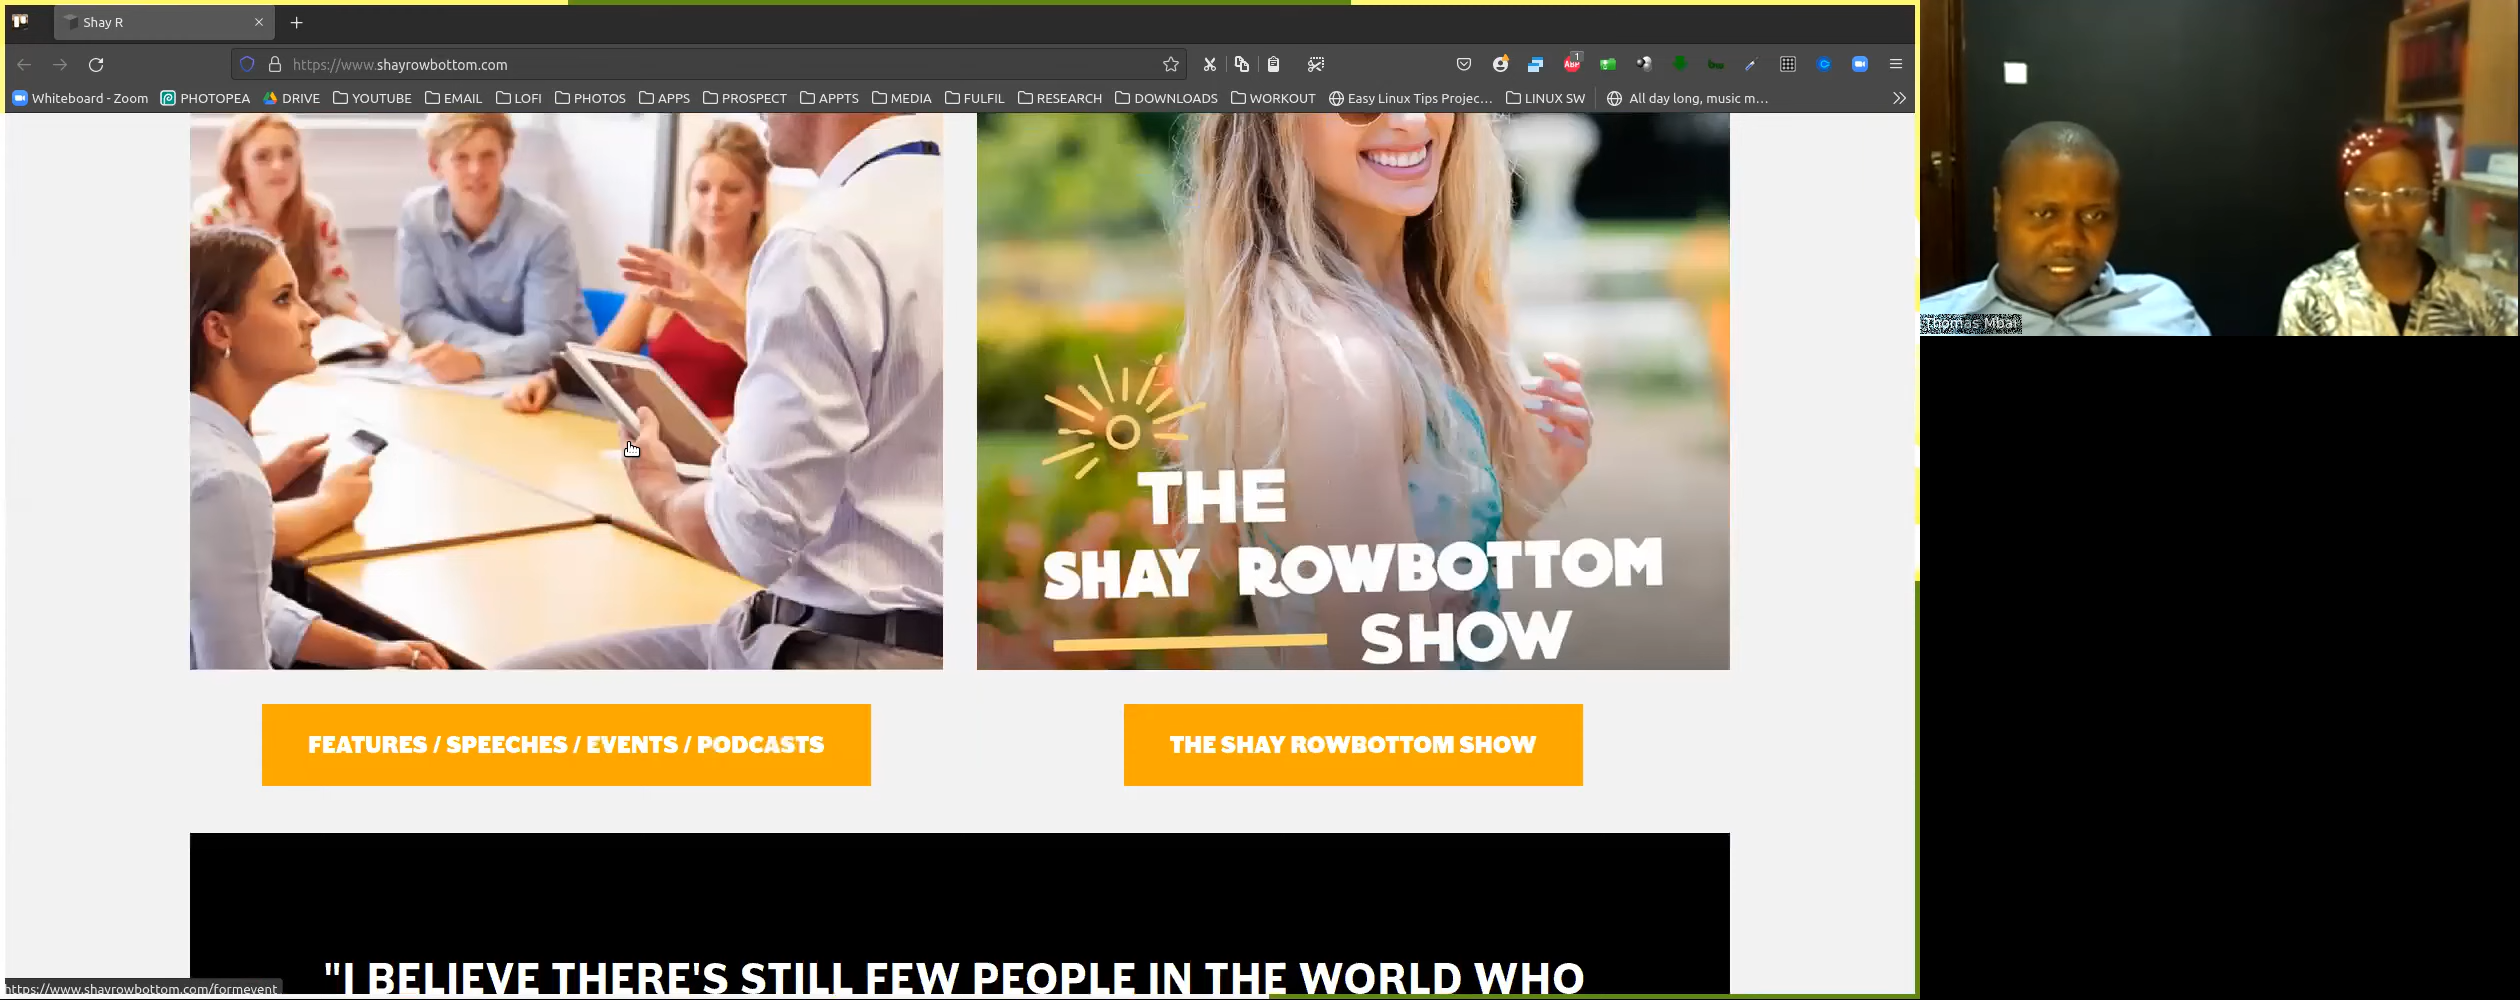 Shay R
https://www.shayrowbottom.com
ABP 1
Whiteboard - Zoom PHOTOPEA DRIVE YOUTUBE EMAIL LOFI PHOTOS APPS PROSPECT APPTS MEDIA FULFIL RESEARCH DOWNLOADS WORKOUT Easy Linux Tips Projec... LINUX SW All day long, music m...
Thomas Mbai
THE
SHAY ROWBOTTOM
SHOW
FEATURES / SPEECHES / EVENTS / PODCASTS
THE SHAY ROWBOTTOM SHOW
"I BELIEVE THERE'S STILL FEW PEOPLE IN THE WORLD WHO
https://www.shayrowbottom.com/formevent